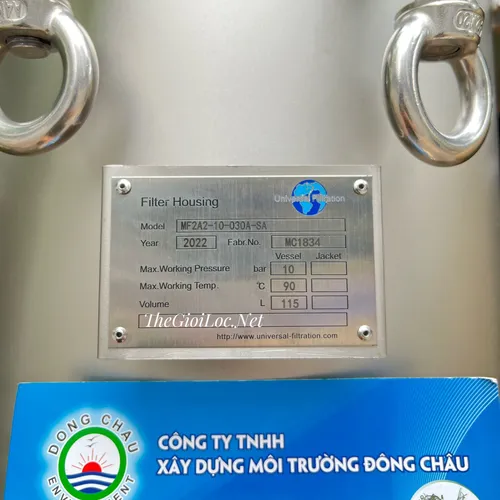 Filter Housing
Universal Filtration
Model MF2A2-10-030A-SA
Year 2022 Fabr.No. MC1834
Vessel Jacket
Max.Working Pressure bar 10
Max.Working Temp ℃ 90
Volume L 115
TheGioiLoc.Net
http://www.universal-filtration.com
DONG CHAU
ENVIRONMENT
CÔNG TY TNHH
XÂY DỰNG MÔI TRƯỜNG ĐÔNG CHÂU